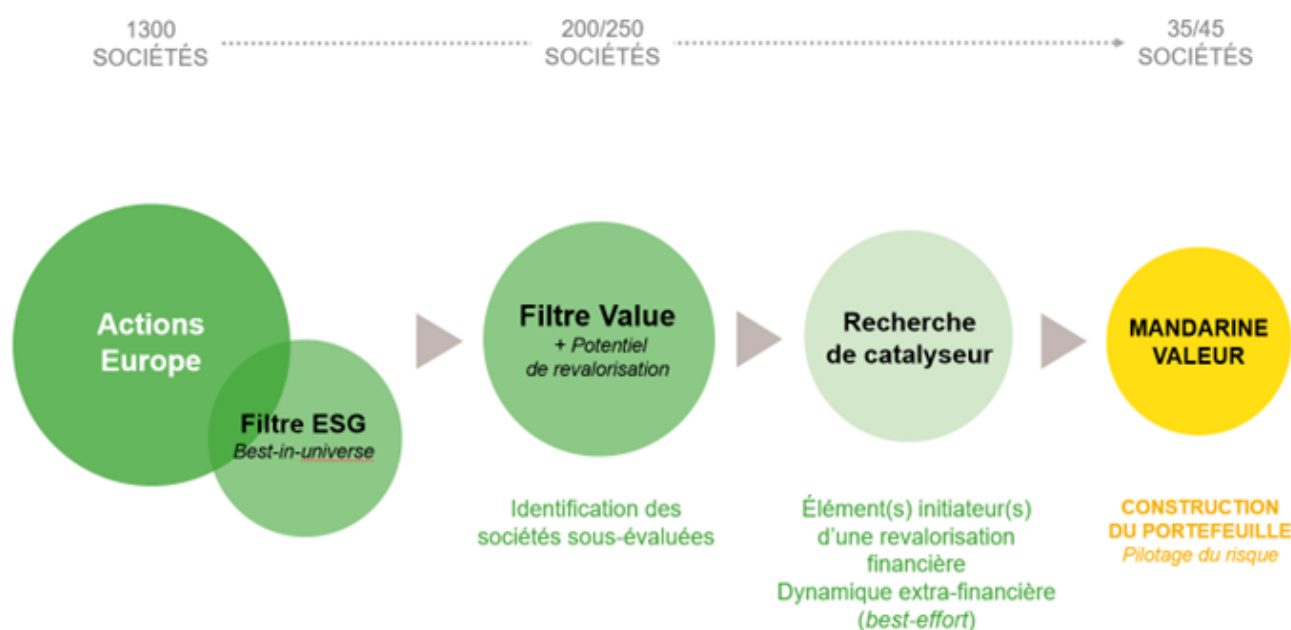 1300
SOCIÉTÉS
200/250
SOCIÉTÉS
35/45
SOCIÉTÉS
Actions
Europe
Filtre ESG
Best-in-universe
Filtre Value
+ Potentiel
de revalorisation
Identification des
sociétés sous-évaluées
Recherche
de catalyseur
Élément(s) initiateur(s)
d’une revalorisation
financière
Dynamique extra-financière
(best-effort)
MANDARINE
VALEUR
CONSTRUCTION
DU PORTEFEUILLE
Pilotage du risque